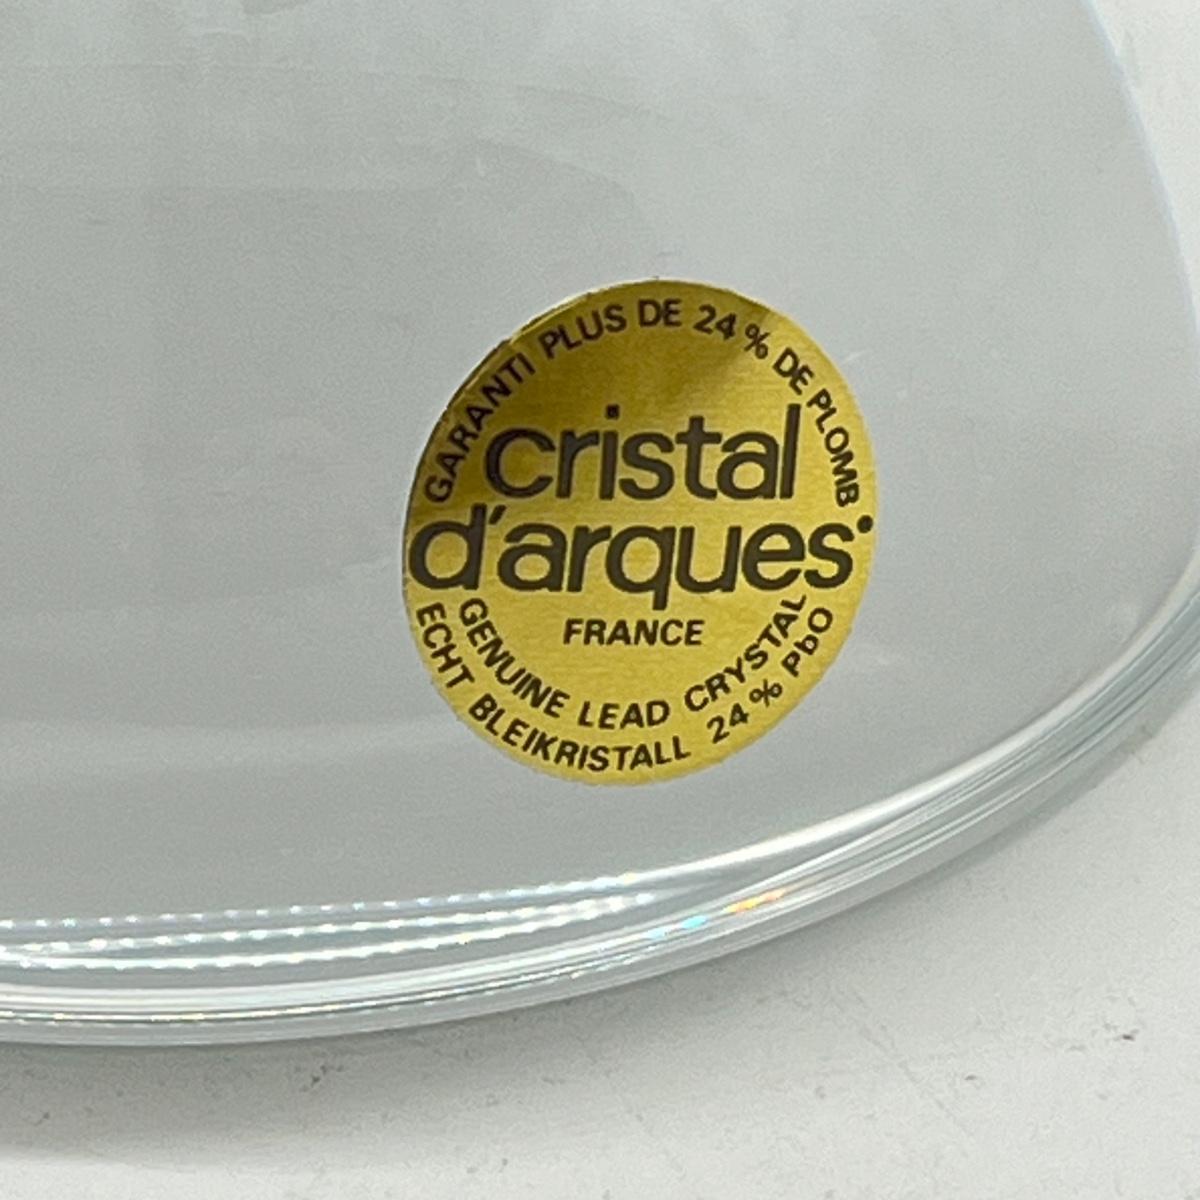 GARANTI PLUS DE 24 % DE PLOMB
cristal
d'arques
FRANCE
GENUINE LEAD CRYSTAL
ECHT BLEIKRISTALL 24 % PbO